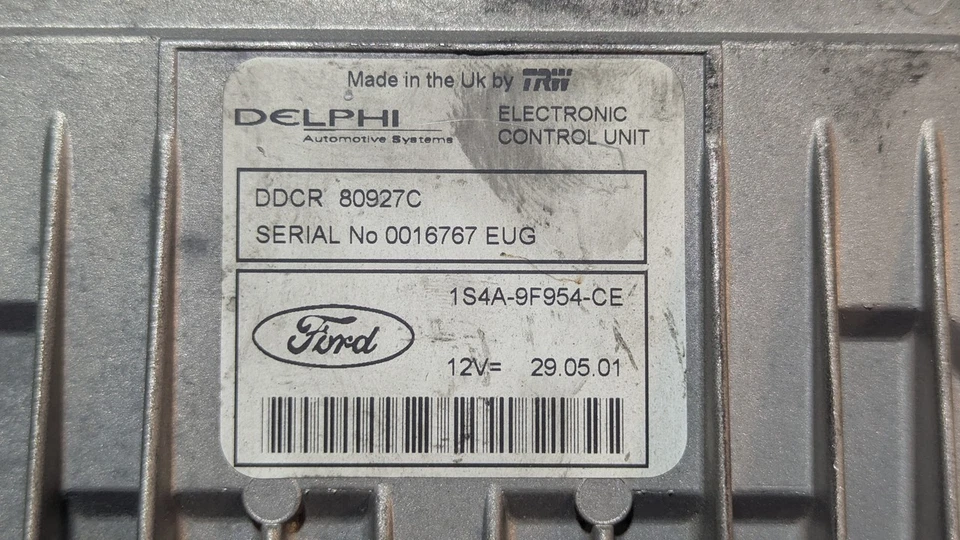 Made in the Uk by TRW
DELPHI
Automotive Systems
ELECTRONIC
CONTROL UNIT
DDCR 80927C
SERIAL No 0016767 EUG
1S4A-9F954-CE
Ford
12V= 29.05.01